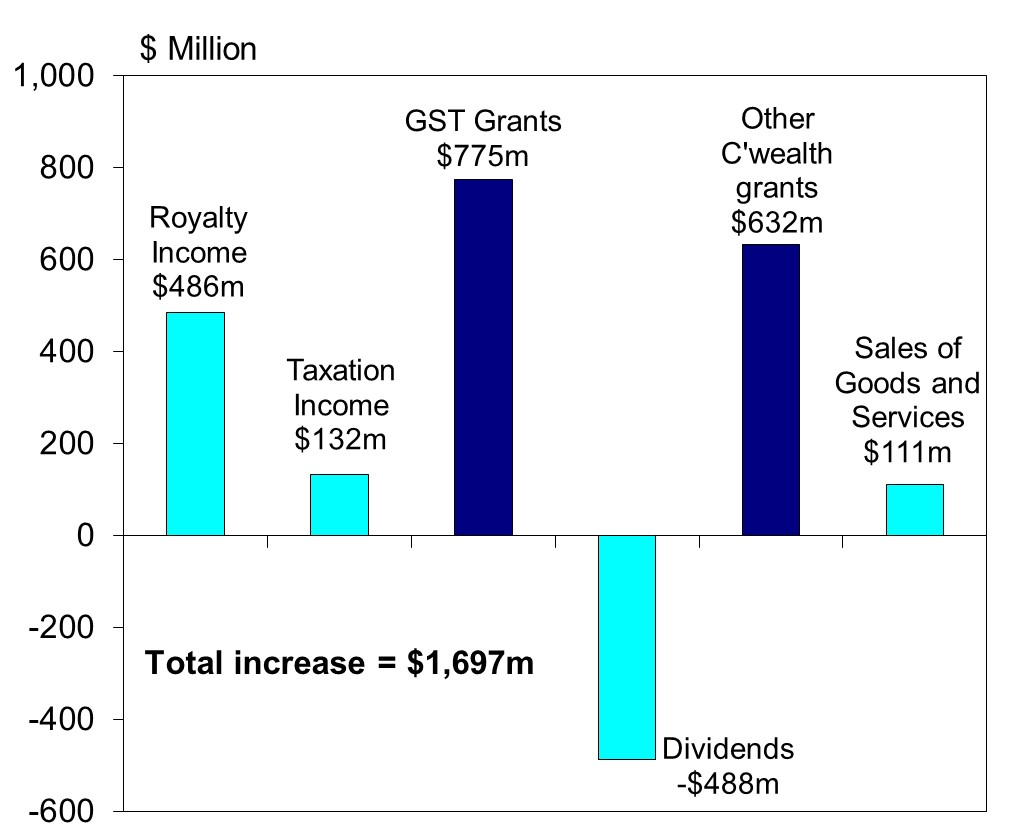 $ Million
1,000
800
600
400
200
0
-200
-400
-600
Royalty
Income
$486m
Taxation
Income
$132m
GST Grants
$775m
Dividends
-$488m
Other
C'wealth
grants
$632m
Sales of
Goods and
Services
$111m
Total increase = $1,697m